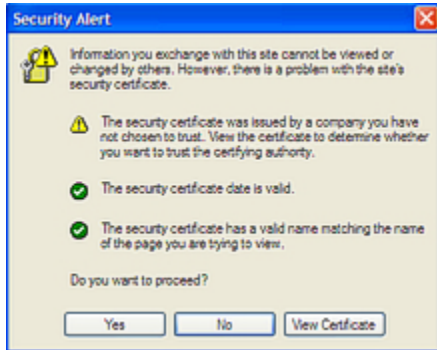 Security Alert
Information you exchange with this site cannot be viewed or
changed by others. However, there is a problem with the site's
security certificate.
The security certificate was issued by a company you have
not chosen to trust. View the certificate to determine whether
you want to trust the certifying authority.
The security certificate date is valid.
The security certificate has a valid name matching the name
of the page you are trying to view.
Do you want to proceed?
Yes No View Certificate